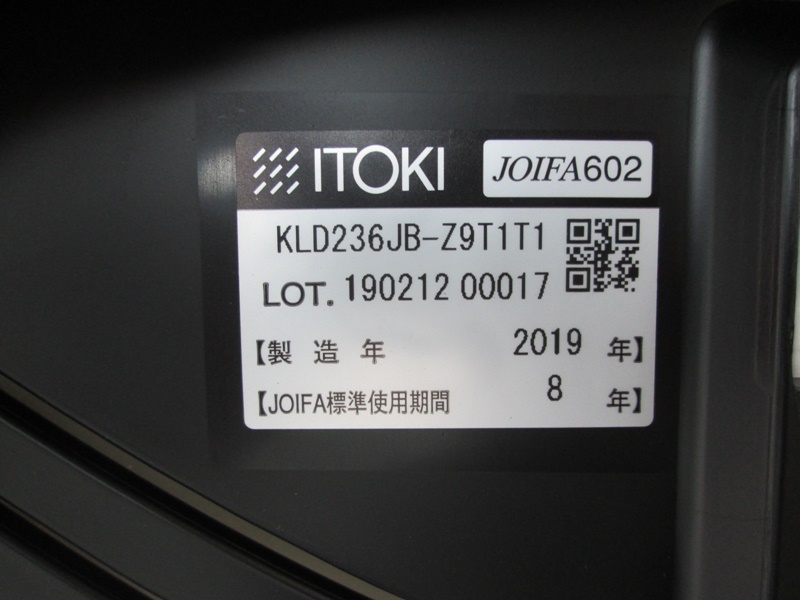 ITOKI JOIFA602
KLD236JB-Z9T1T1
LOT. 190212 00017
【製 造 年 2019 年】
【JOIFA標準使用期間 8 年】